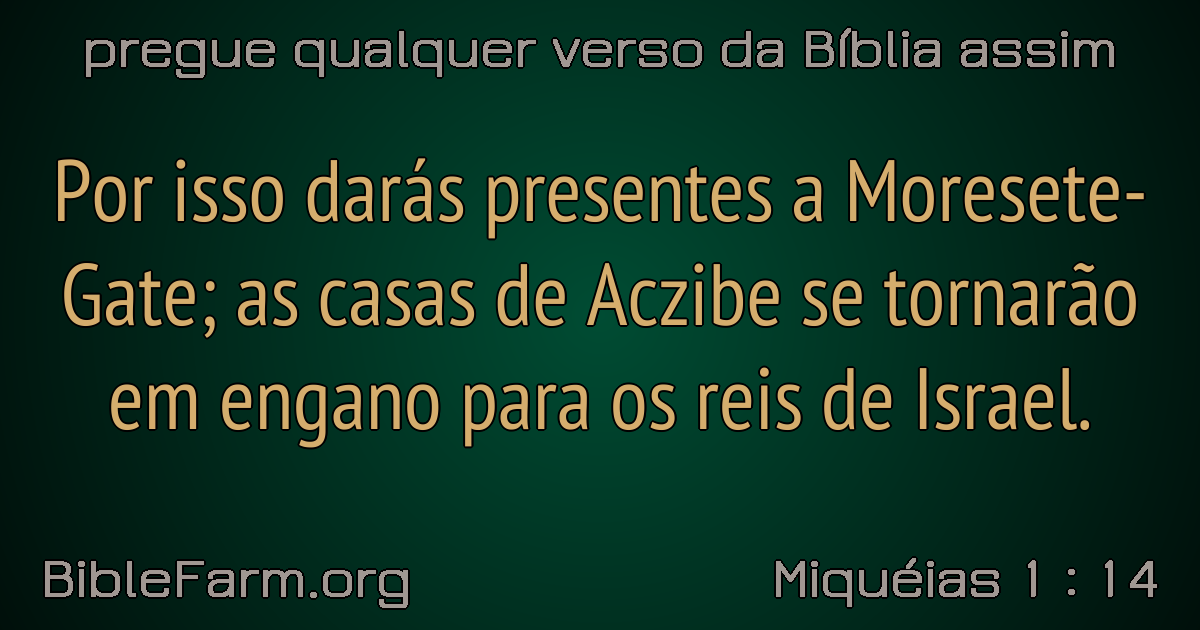 pregue qualquer verso da Bíblia assim
Por isso darás presentes a Moresete-
Gate; as casas de Aczibe se tornarão
em engano para os reis de Israel.
BibleFarm.org
Miquéias 1 : 14